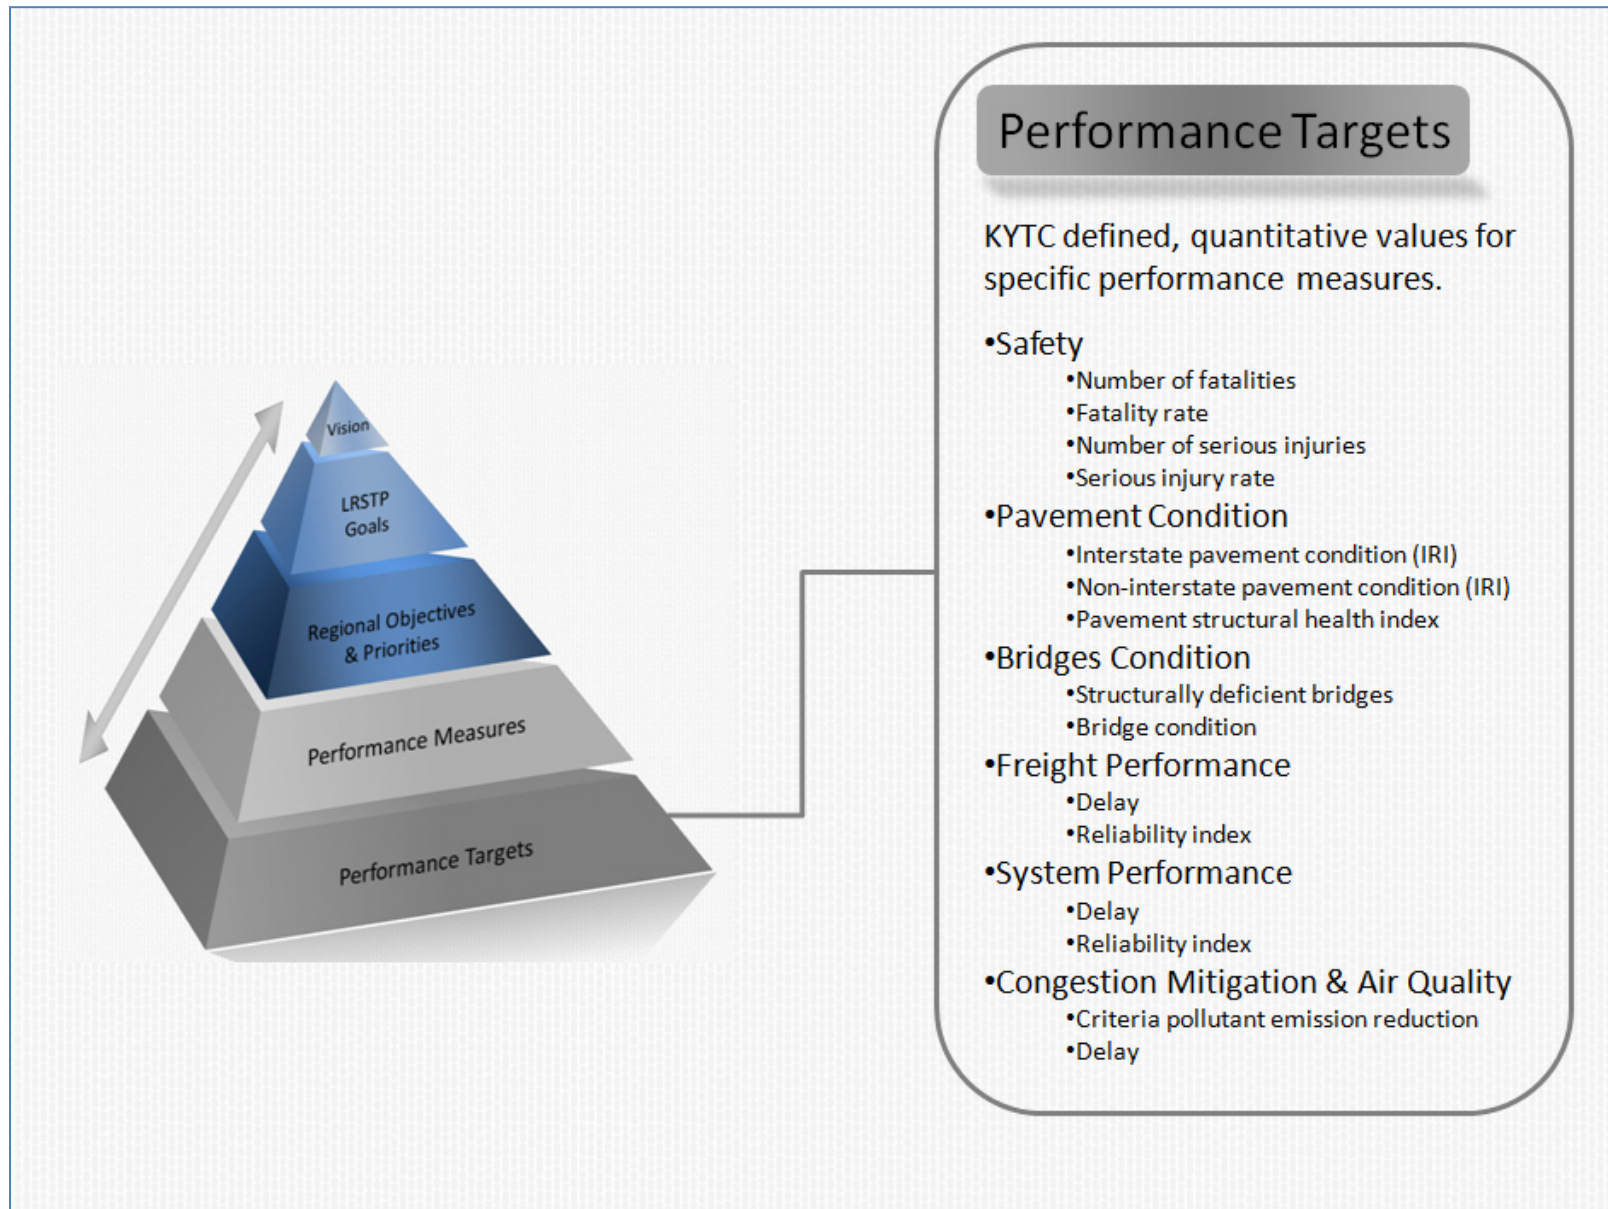 Vision
LRSTP
Goals
Regional Objectives
& Priorities
Performance Measures
Performance Targets
Performance Targets
KYTC defined, quantitative values for
specific performance measures.
•Safety
•Number of fatalities
•Fatality rate
•Number of serious injuries
•Serious injury rate
•Pavement Condition
•Interstate pavement condition (IRI)
•Non-interstate pavement condition (IRI)
•Pavement structural health index
•Bridges Condition
•Structurally deficient bridges
•Bridge condition
•Freight Performance
•Delay
•Reliability index
•System Performance
•Delay
•Reliability index
•Congestion Mitigation & Air Quality
•Criteria pollutant emission reduction
•Delay